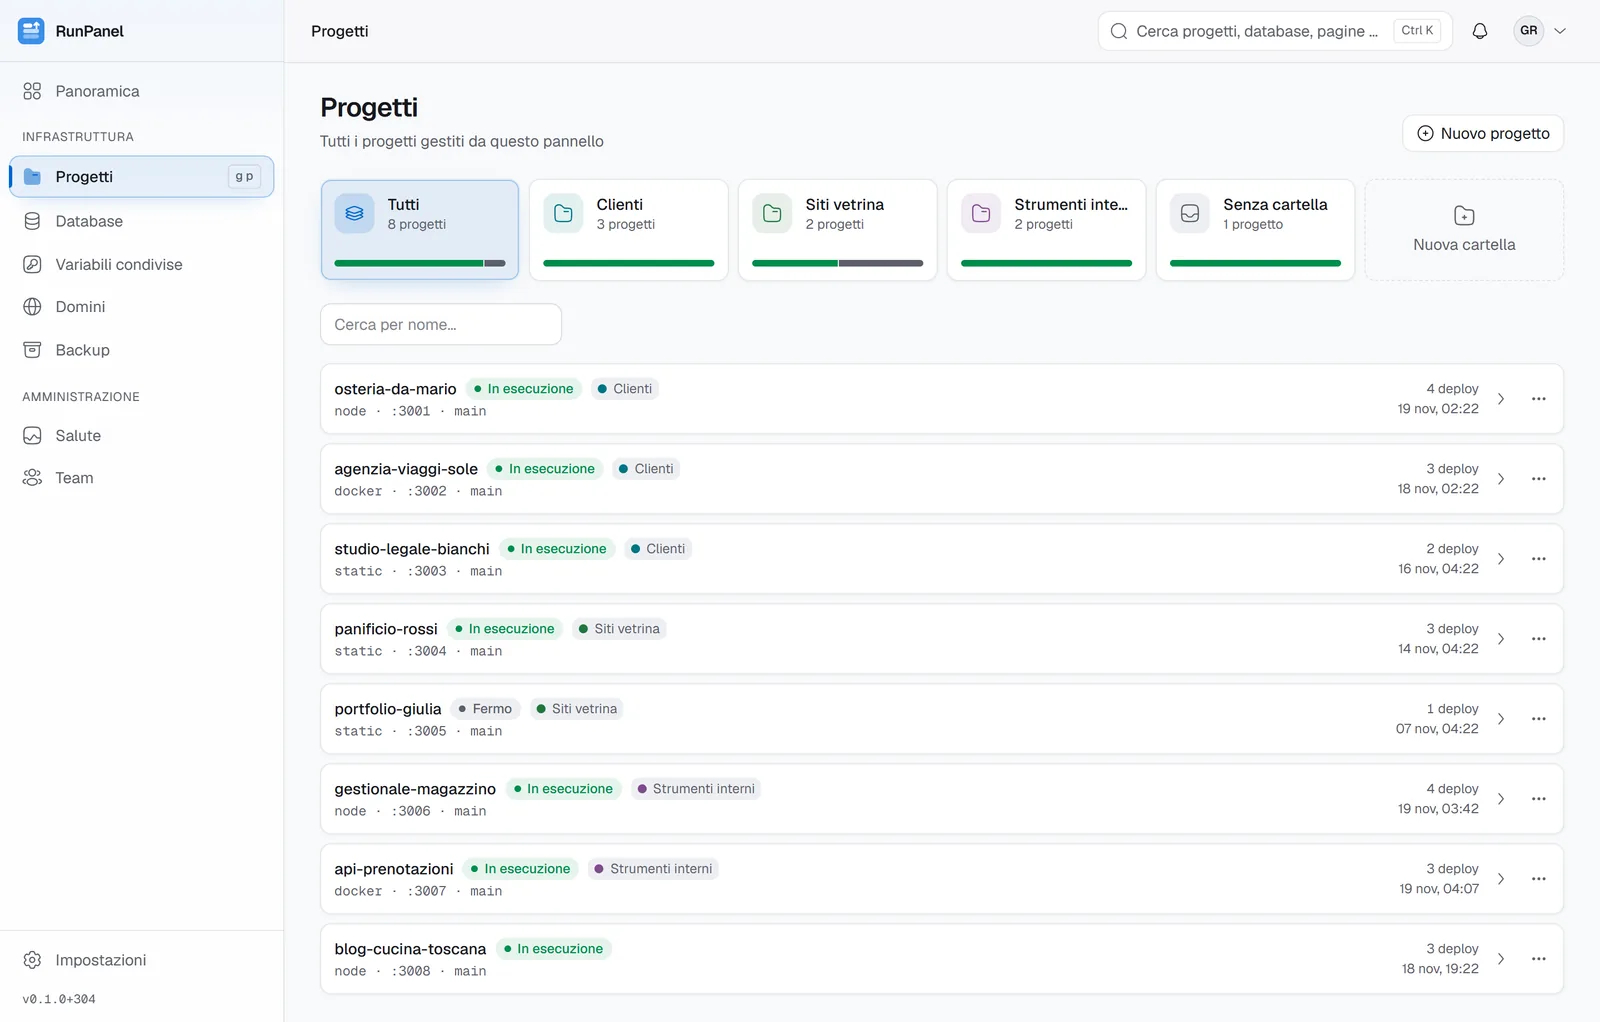 RunPanel
Progetti
Cerca progetti, database, pagine ...
Ctrl K
GR
Panoramica
INFRASTRUTTURA
Progetti
g p
Database
Variabili condivise
Domini
Backup
AMMINISTRAZIONE
Salute
Team
Impostazioni
v0.1.0+304
Progetti
Tutti i progetti gestiti da questo pannello
Nuovo progetto
Tutti
8 progetti
Clienti
3 progetti
Siti vetrina
2 progetti
Strumenti inte...
2 progetti
Senza cartella
1 progetto
Nuova cartella
Cerca per nome...
osteria-da-mario In esecuzione Clienti
node · :3001 · main
4 deploy
19 nov, 02:22
agenzia-viaggi-sole In esecuzione Clienti
docker · :3002 · main
3 deploy
18 nov, 02:22
studio-legale-bianchi In esecuzione Clienti
static · :3003 · main
2 deploy
16 nov, 04:22
panificio-rossi In esecuzione Siti vetrina
static · :3004 · main
3 deploy
14 nov, 04:22
portfolio-giulia Fermo Siti vetrina
static · :3005 · main
1 deploy
07 nov, 04:22
gestionale-magazzino In esecuzione Strumenti interni
node · :3006 · main
4 deploy
19 nov, 03:42
api-prenotazioni In esecuzione Strumenti interni
docker · :3007 · main
3 deploy
19 nov, 04:07
blog-cucina-toscana In esecuzione
node · :3008 · main
3 deploy
18 nov, 19:22